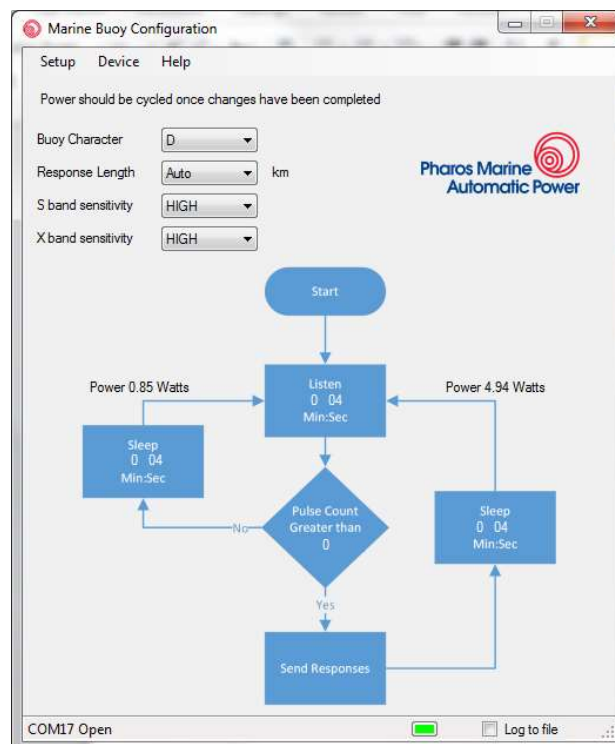 Marine Buoy Configuration
Setup Device Help
Power should be cycled once changes have been completed
Buoy Character D
Response Length Auto km
S band sensitivity HIGH
X band sensitivity HIGH
Pharos Marine
Automatic Power
Start
Power 0.85 Watts
Listen
0 04
Min:Sec
Power 4.94 Watts
Sleep
0 04
Min:Sec
Pulse Count
Greater than
0
Sleep
0 04
Min:Sec
No
Yes
Send Responses
COM17 Open
Log to file